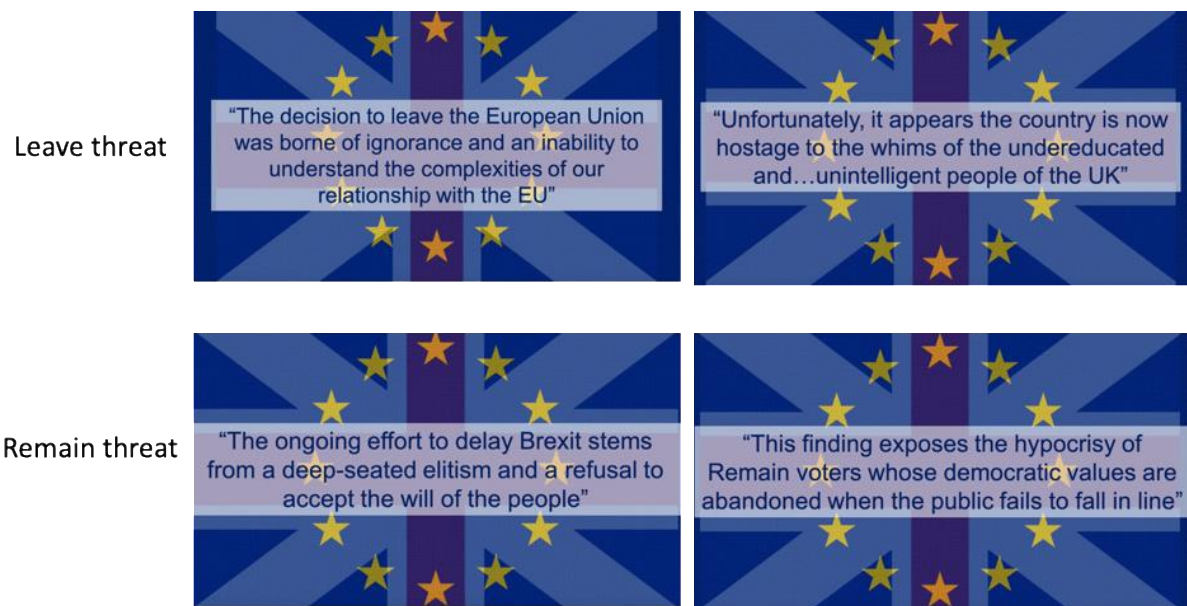 Leave threat
“The decision to leave the European Union
was borne of ignorance and an inability to
understand the complexities of our
relationship with the EU”
“Unfortunately, it appears the country is now
hostage to the whims of the undereducated
and…unintelligent people of the UK”
Remain threat
“The ongoing effort to delay Brexit stems
from a deep-seated elitism and a refusal to
accept the will of the people”
“This finding exposes the hypocrisy of
Remain voters whose democratic values are
abandoned when the public fails to fall in line”